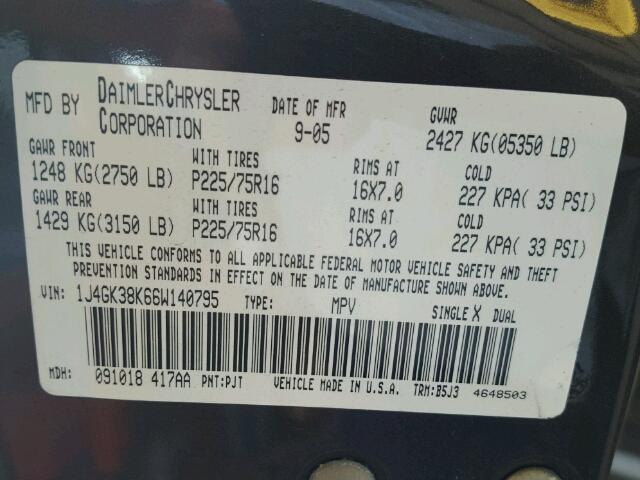 MFD BY DAIMLERCHRYSLER CORPORATION DATE OF MFR 9-05 GVWR 2427 KG(05350 LB)
GAWR FRONT WITH TIRES RIMS AT COLD
1248 KG(2750 LB) P225/75R16 16X7.0 227 KPA( 33 PSI)
GAWR REAR WITH TIRES RIMS AT COLD
1429 KG(3150 LB) P225/75R16 16X7.0 227 KPA( 33 PSI)
THIS VEHICLE CONFORMS TO ALL APPLICABLE FEDERAL MOTOR VEHICLE SAFETY AND THEFT
PREVENTION STANDARDS IN EFFECT ON THE DATE OF MANUFACTURE SHOWN ABOVE.
VIN: 1J4GK38K66W140795 TYPE: MPV SINGLE X DUAL
MDH: 091018 417AA PNT:PJT VEHICLE MADE IN U.S.A. TRM:B5J3 4648503